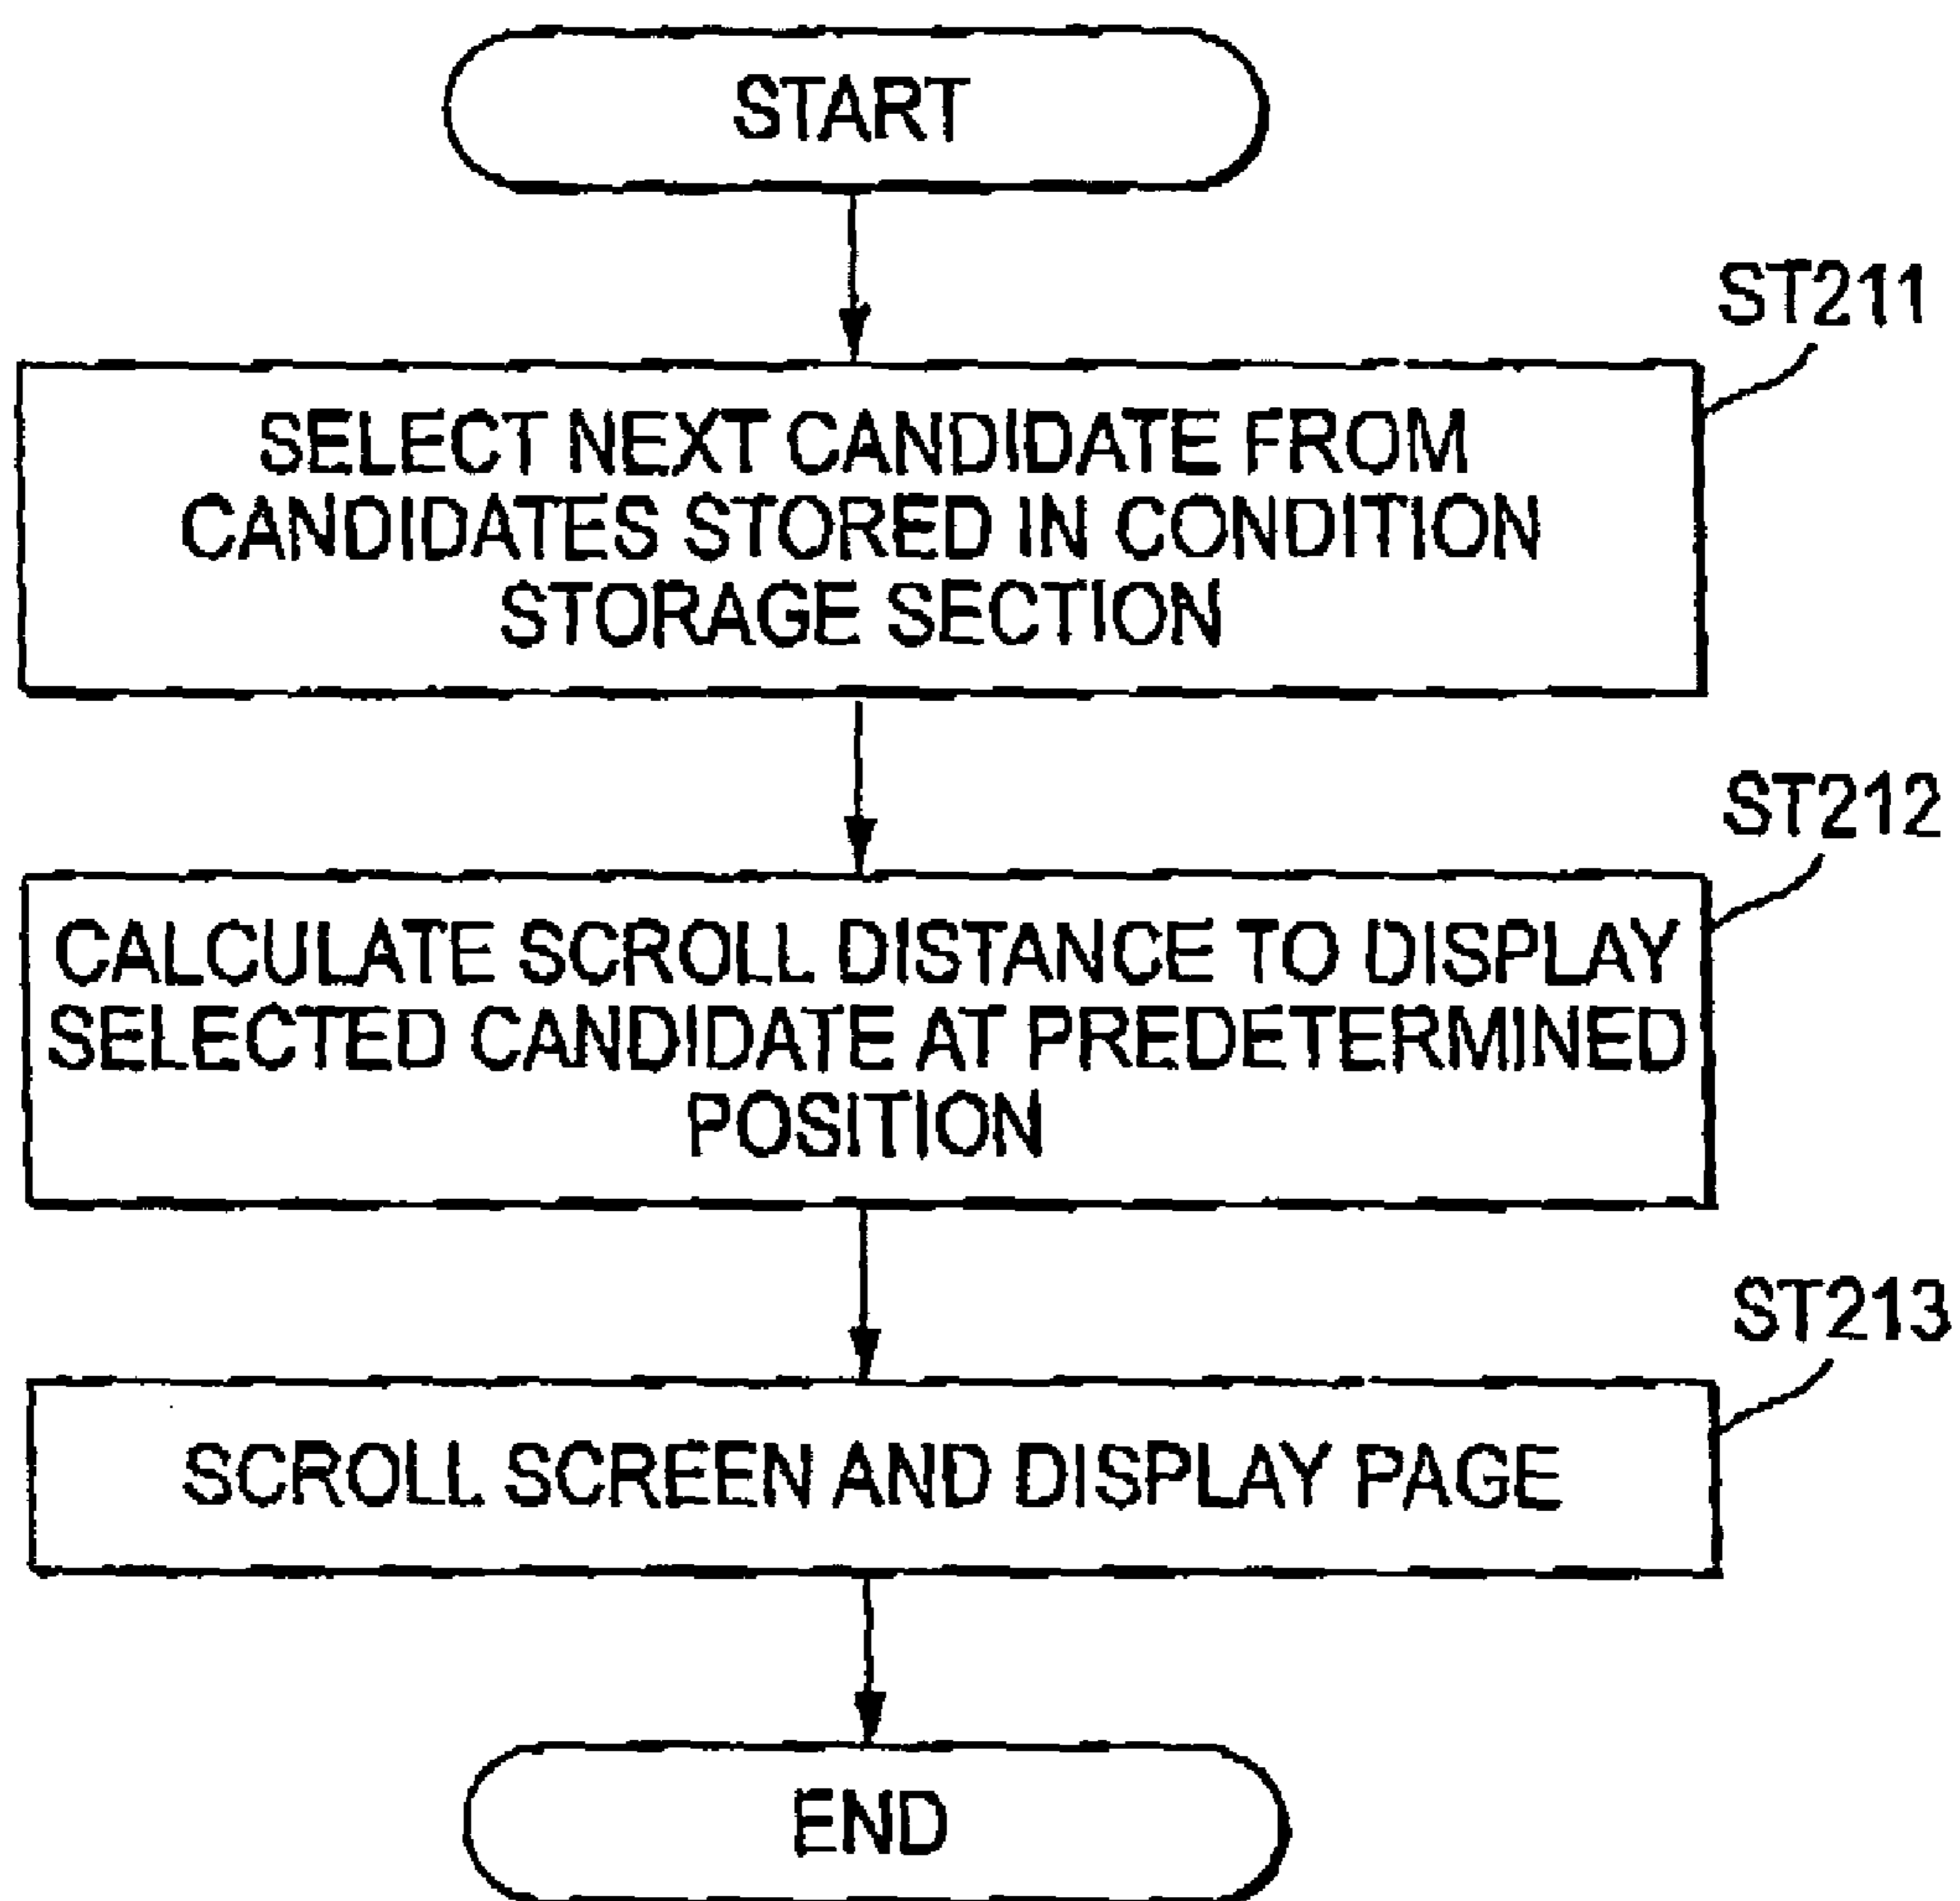 START
ST211
SELECT NEXT CANDIDATE FROM
CANDIDATES STORED IN CONDITION
STORAGE SECTION
ST212
CALCULATE SCROLL DISTANCE TO DISPLAY
SELECTED CANDIDATE AT PREDETERMINED
POSITION
ST213
SCROLL SCREEN AND DISPLAY PAGE
END